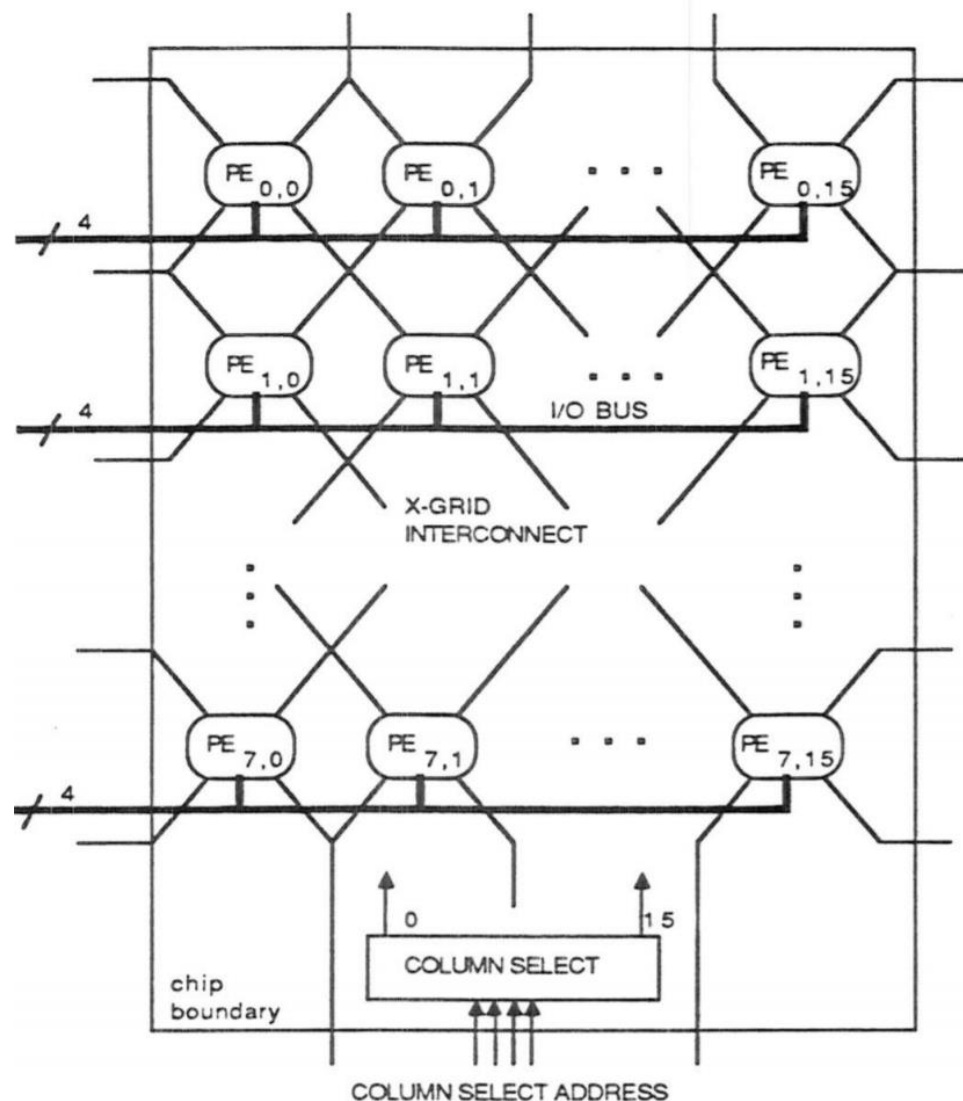 PE 0,0 PE 0,1 . . . PE 0,15
4
PE 1,0 PE 1,1 . . . PE 1,15
4 I/O BUS
X-GRID
INTERCONNECT
PE 7,0 PE 7,1 . . . PE 7,15
4
0 15
COLUMN SELECT
chip
boundary
COLUMN SELECT ADDRESS